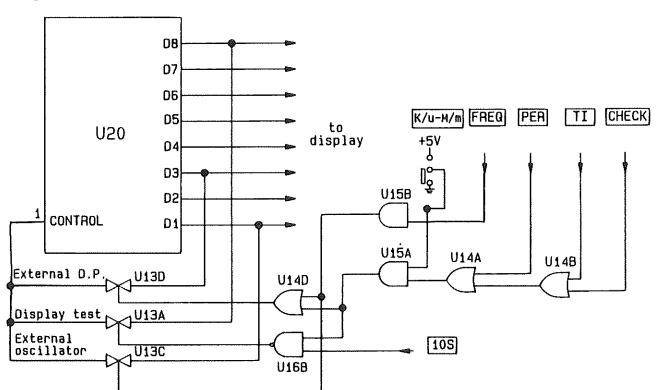 D8
D7
D6
D5
U20
D4
D3
D2
1 CONTROL
D1
to
display
K/u-M/m FREQ PER TI CHECK
+5V
U15B
U15A
U14A
U14B
External D.P.
U13D
U14D
Display test
U13A
External
oscillator
U13C
U16B
10S